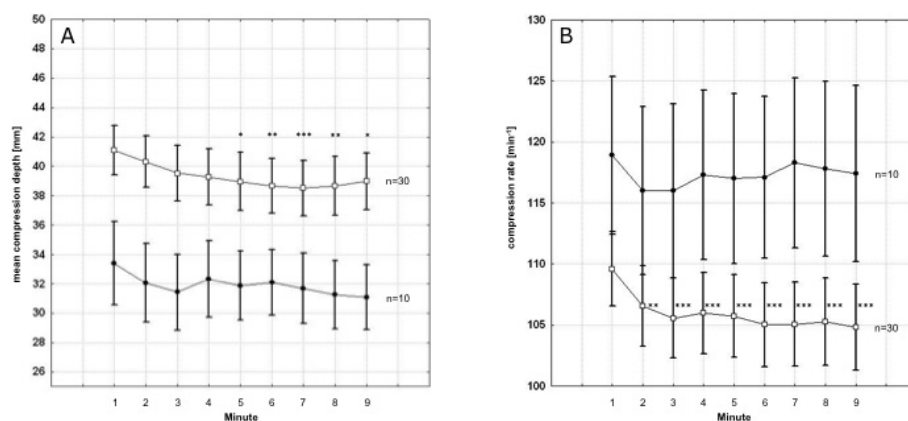 A
50
48
46
44
42
40
38
36
34
32
30
28
26
mean compression depth [mm]
* ** *** ** *
n=30
n=10
1 2 3 4 5 6 7 8 9
Minute
B
130
125
120
115
110
105
100
compression rate [min⁻¹]
n=10
** *** *** *** *** *** *** ***
n=30
1 2 3 4 5 6 7 8 9
Minute